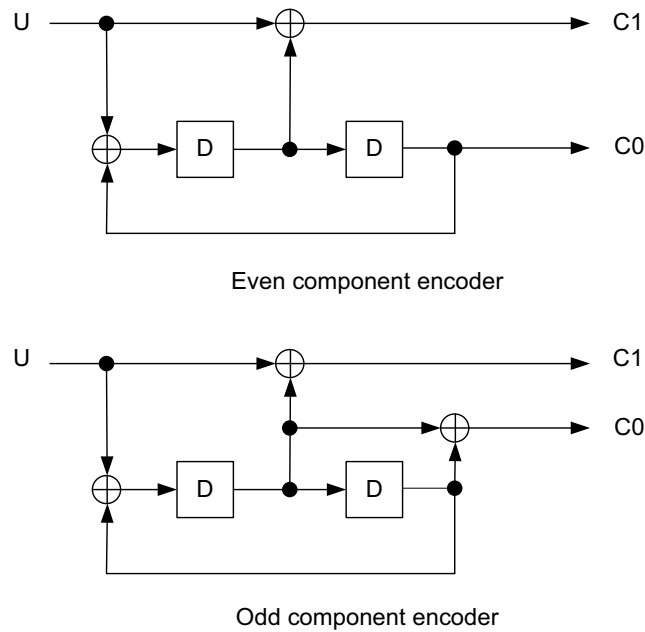 U
C1
D
D
C0
Even component encoder
U
C1
C0
D
D
Odd component encoder